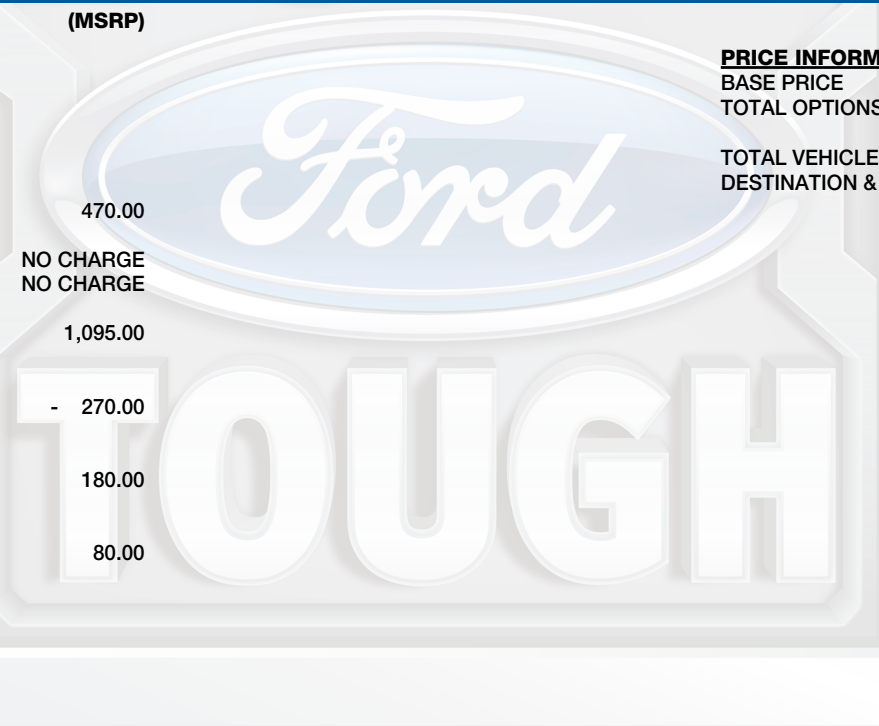 (MSRP)
470.00
NO CHARGE
NO CHARGE
1,095.00
- 270.00
180.00
80.00
PRICE INFORM
BASE PRICE
TOTAL OPTIONS
TOTAL VEHICLE
DESTINATION &
Ford
TOUGH